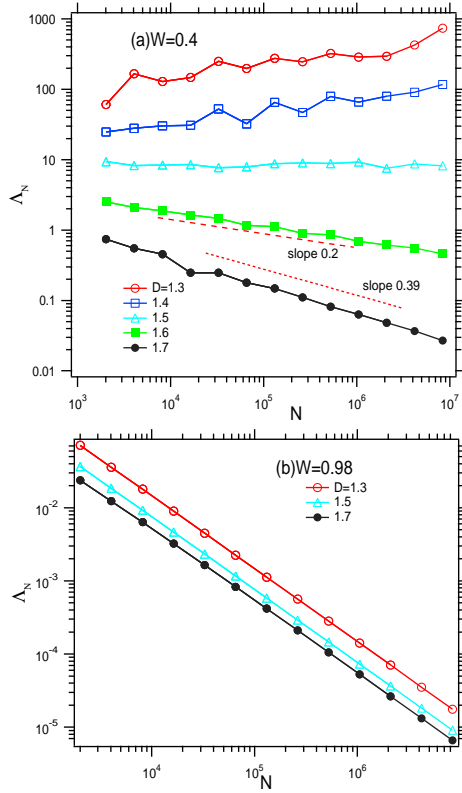 (a)W=0.4
1000
100
10
1
0.1
0.01
Λ_N
slope 0.2
slope 0.39
D=1.3
1.4
1.5
1.6
1.7
10^3 10^4 10^5 10^6 10^7
N
(b)W=0.98
D=1.3
1.5
1.7
10^-2
10^-3
10^-4
10^-5
Λ_N
10^4 10^5 10^6
N